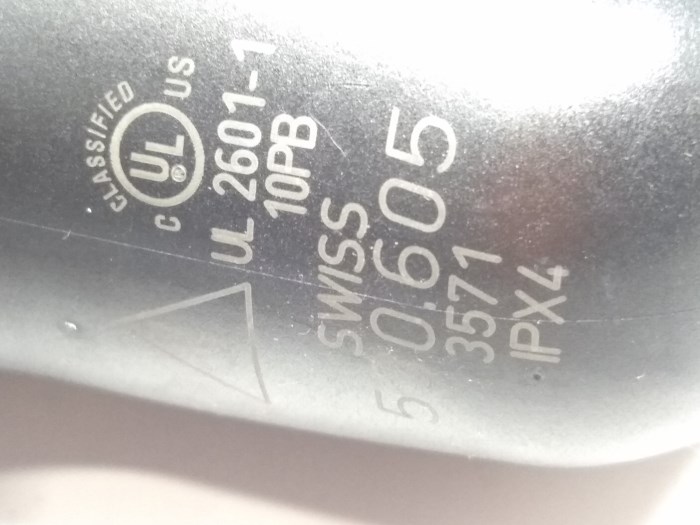 CLASSIFIED
C UL® US
UL 2601-1
10PB
SWISS
5 0.605
3571
IPX4